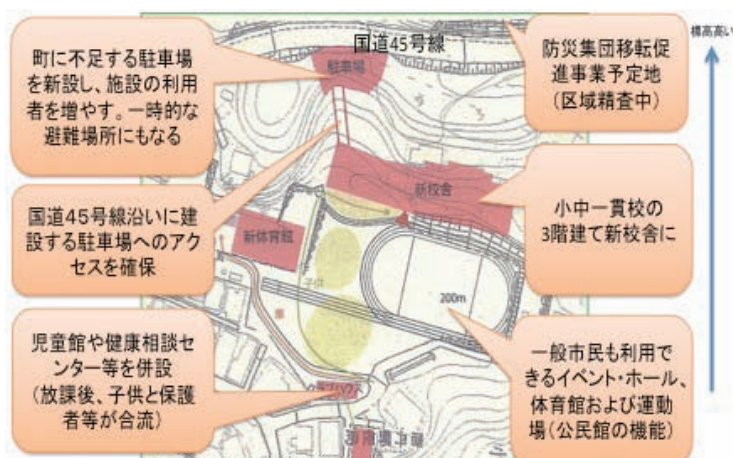 国道45号線
標高高い
町に不足する駐車場
を新設し、施設の利用
者を増やす。一時的な
避難場所にもなる
駐車場
防災集団移転促
進事業予定地
(区域精査中)
新校舎
小中一貫校の
3階建て新校舎に
国道45号線沿いに建
設する駐車場へのアク
セスを確保
新体育館
子供
200m
児童館や健康相談セ
ンター等を併設
(放課後、子供と保護
者等が合流)
クラブハウス
一般市民も利用で
きるイベント・ホール、
体育館および運動
場(公民館の機能)